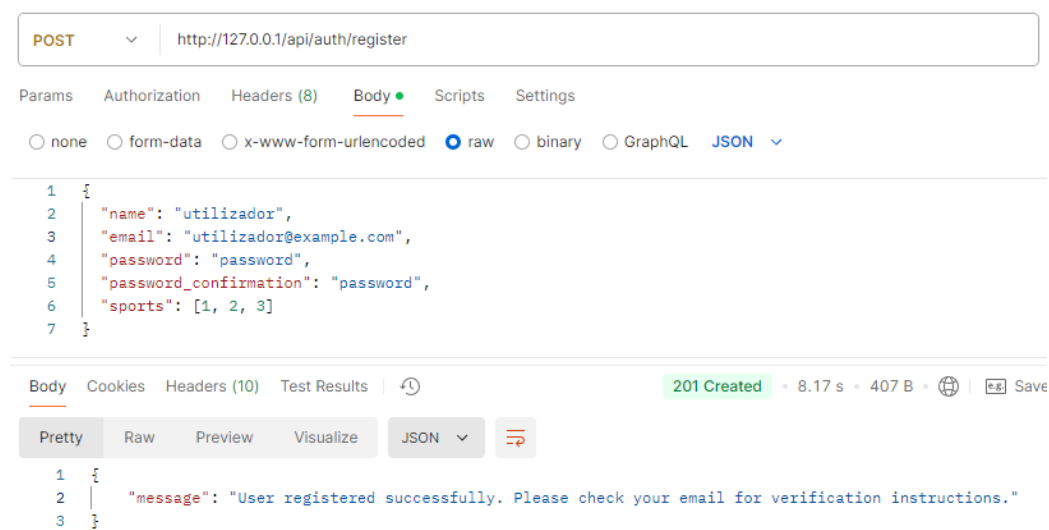 POST http://127.0.0.1/api/auth/register
Params Authorization Headers (8) Body Scripts Settings
none form-data x-www-form-urlencoded raw binary GraphQL JSON
1 {
2 "name": "utilizador",
3 "email": "utilizador@example.com",
4 "password": "password",
5 "password_confirmation": "password",
6 "sports": [1, 2, 3]
7 }
Body Cookies Headers (10) Test Results 201 Created 8.17 s 407 B e.g. Save
Pretty Raw Preview Visualize JSON
1 {
2 "message": "User registered successfully. Please check your email for verification instructions."
3 }